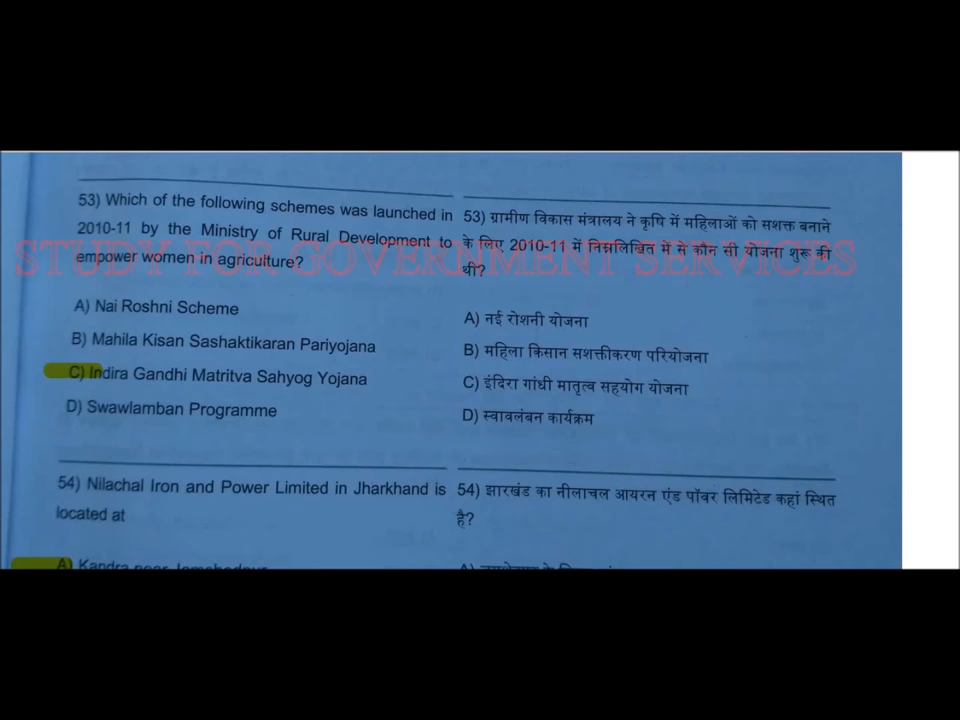 53) Which of the following schemes was launched in
2010-11 by the Ministry of Rural Development to
empower women in agriculture?
A) Nai Roshni Scheme
B) Mahila Kisan Sashaktikaran Pariyojana
C) Indira Gandhi Matritva Sahyog Yojana
D) Swawlamban Programme
53) ग्रामीण विकास मंत्रालय ने कृषि में महिलाओं को सशक्त बनाने
के लिए 2010-11 में निम्नलिखित में से कौन सी योजना शुरू की
थी?
A) नई रोशनी योजना
B) महिला किसान सशक्तीकरण परियोजना
C) इंदिरा गांधी मातृत्व सहयोग योजना
D) स्वावलंबन कार्यक्रम
STUDY FOR GOVERNMENT SERVICES
54) Nilachal Iron and Power Limited in Jharkhand is
located at
A) Kandra near
54) झारखंड का नीलाचल आयरन एंड पॉवर लिमिटेड कहां स्थित
है?
A)